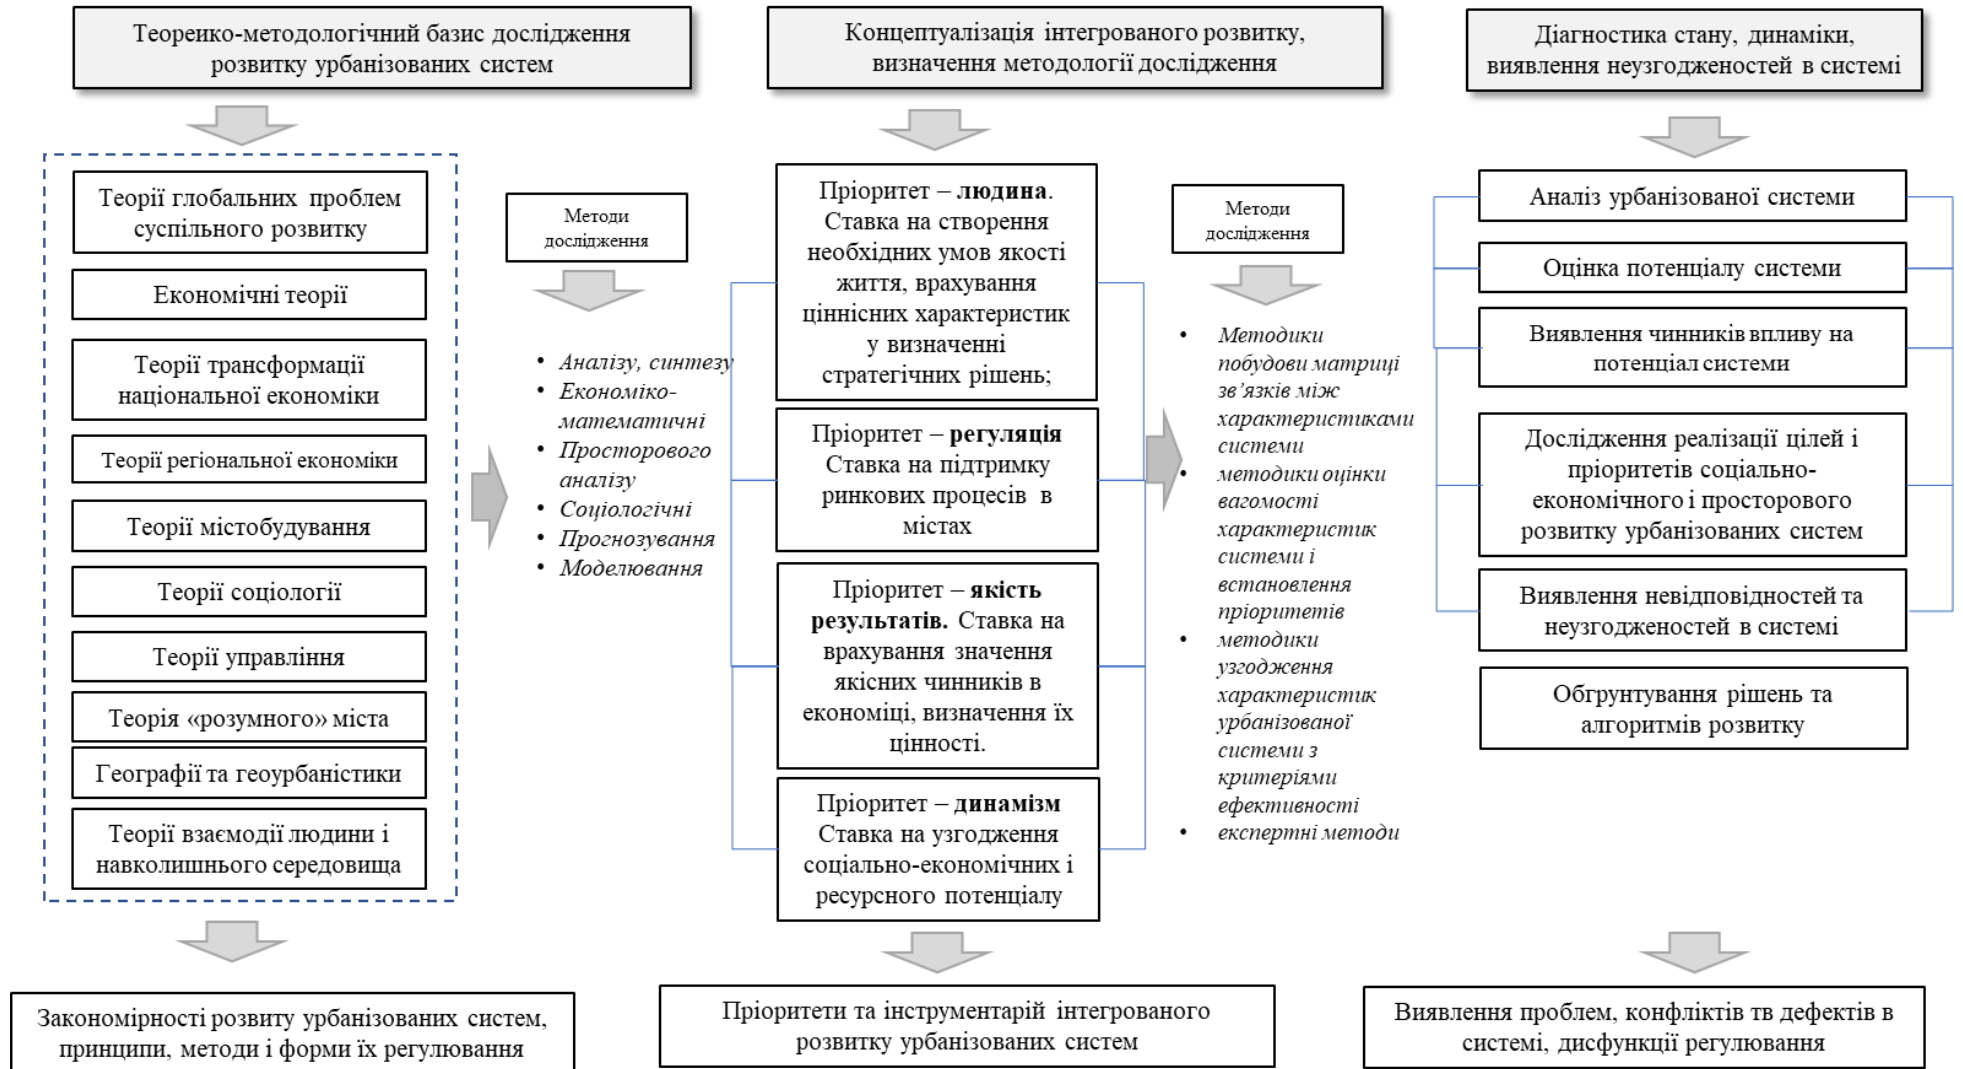 Теореико-методологічний базис дослідження
розвитку урбанізованих систем
Теорії глобальних проблем
суспільного розвитку
Економічні теорії
Теорії трансформації
національної економіки
Теорії регіональної економіки
Теорії містобудування
Теорії соціології
Теорії управління
Теорія «розумного» міста
Географії та геоурбаністики
Теорії взаємодії людини і
навколишнього середовища
Закономірності розвиту урбанізованих систем,
принципи, методи і форми їх регулювання
Методи
дослідження
• Аналізу, синтезу
• Економіко-
математичні
• Просторового
аналізу
• Соціологічні
• Прогнозування
• Моделювання
Концептуалізація інтегрованого розвитку,
визначення методології дослідження
Пріоритет – людина.
Ставка на створення
необхідних умов якості
життя, врахування
ціннісних характеристик
у визначенні
стратегічних рішень;
Пріоритет – регуляція
Ставка на підтримку
ринкових процесів в
містах
Пріоритет – якість
результатів. Ставка на
врахування значення
якісних чинників в
економіці, визначення їх
цінності.
Пріоритет – динамізм
Ставка на узгодження
соціально-економічних і
ресурсного потенціалу
Пріоритети та інструментарій інтегрованого
розвитку урбанізованих систем
Методи
дослідження
• Методики
побудови матриці
зв’язків між
характеристиками
системи
• методики оцінки
вагомості
характеристик
системи і
встановлення
пріоритетів
• методики
узгодження
характеристик
урбанізованої
системи з
критеріями
ефективності
• експертні методи
Діагностика стану, динаміки,
виявлення неузгодженостей в системі
Аналіз урбанізованої системи
Оцінка потенціалу системи
Виявлення чинників впливу на
потенціал системи
Дослідження реалізації цілей і
пріоритетів соціально-
економічного і просторового
розвитку урбанізованих систем
Виявлення невідповідностей та
неузгодженостей в системі
Обгрунтування рішень та
алгоритмів розвитку
Виявлення проблем, конфліктів тв дефектів в
системі, дисфункції регулювання